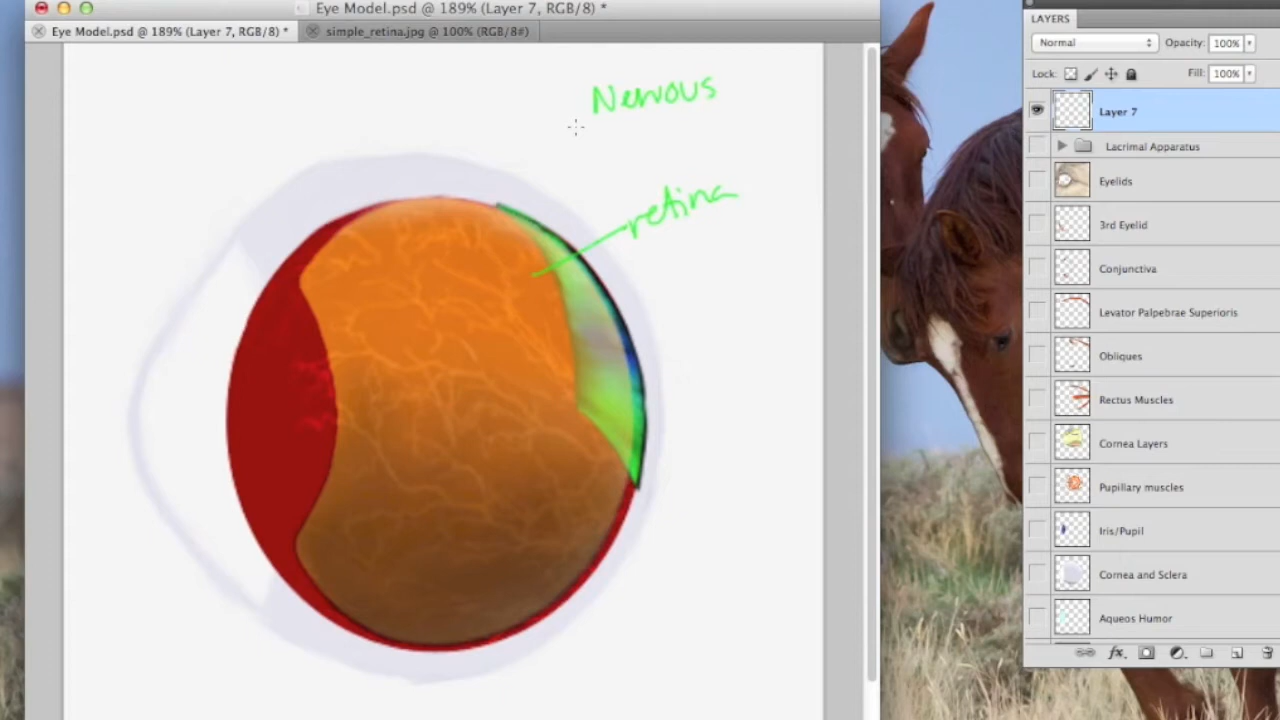 Eye Model.psd @ 189% (Layer 7, RGB/8) *
Eye Model.psd @ 189% (Layer 7, RGB/8) *
simple_retina.jpg @ 100% (RGB/8#)
Nervous
retina
LAYERS
Normal
Opacity: 100%
Lock:
Fill: 100%
Layer 7
Lacrimal Apparatus
Eyelids
3rd Eyelid
Conjunctiva
Levator Palpebrae Superioris
Obliques
Rectus Muscles
Cornea Layers
Pupillary muscles
Iris/Pupil
Cornea and Sclera
Aqueos Humor
fx.